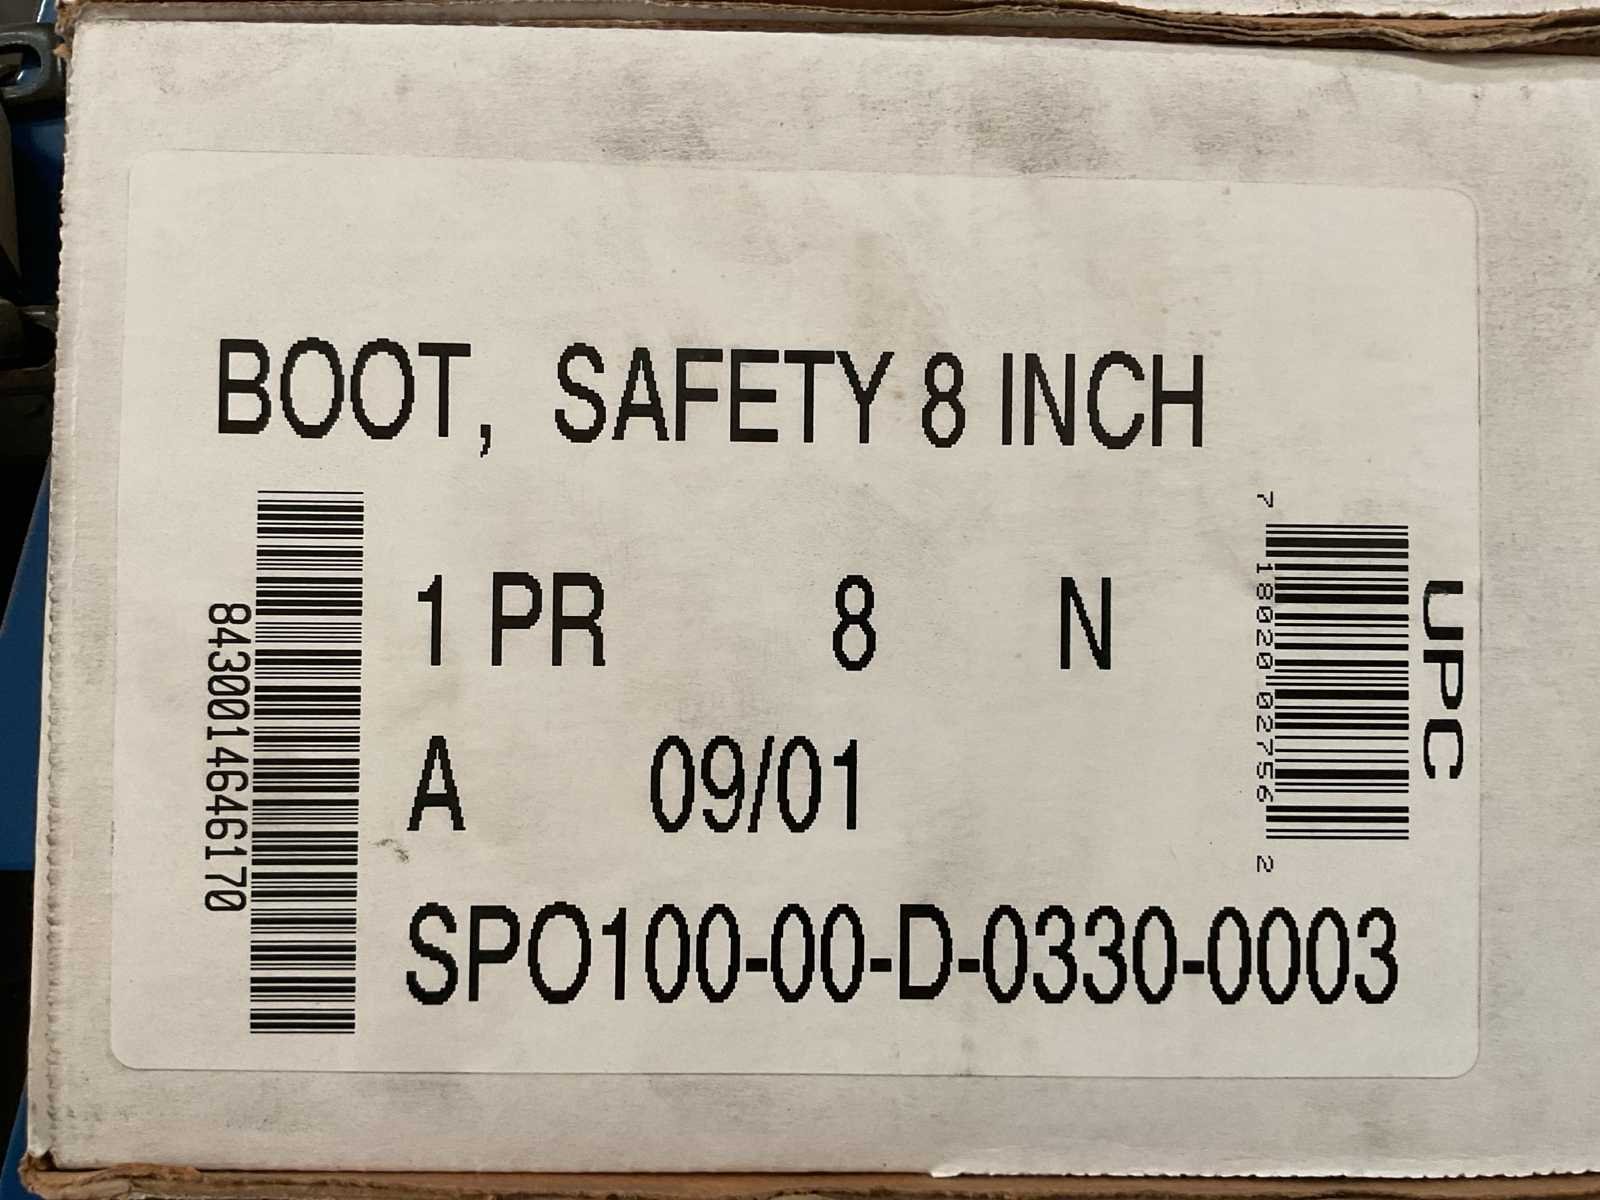 BOOT, SAFETY 8 INCH
8430014646170
1 PR 8 N
A 09/01
SPO100-00-D-0330-0003
7 18020 02756 2
UPC